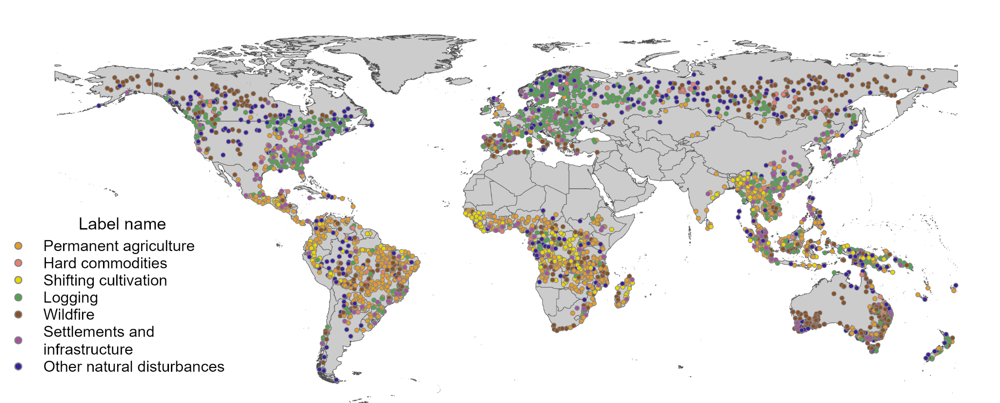 Label name
Permanent agriculture
Hard commodities
Shifting cultivation
Logging
Wildfire
Settlements and
infrastructure
Other natural disturbances